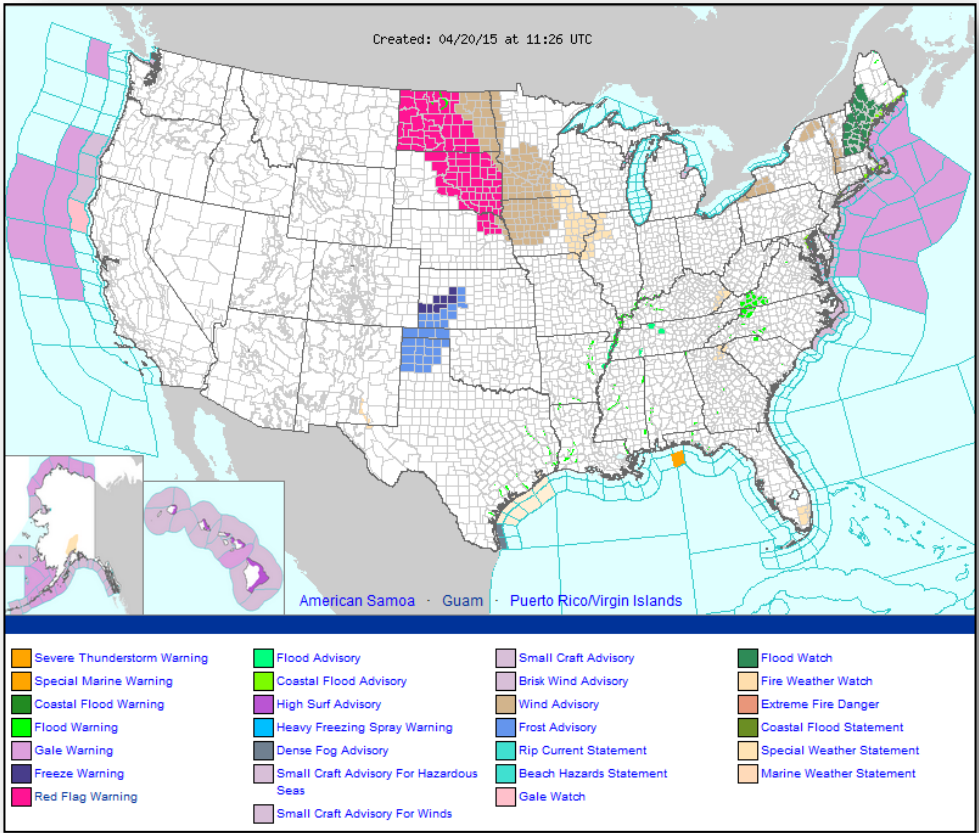 Created: 04/20/15 at 11:26 UTC
American Samoa - Guam - Puerto Rico/Virgin Islands
Severe Thunderstorm Warning
Special Marine Warning
Coastal Flood Warning
Flood Warning
Gale Warning
Freeze Warning
Red Flag Warning
Flood Advisory
Coastal Flood Advisory
High Surf Advisory
Heavy Freezing Spray Warning
Dense Fog Advisory
Small Craft Advisory For Hazardous
Seas
Small Craft Advisory For Winds
Small Craft Advisory
Brisk Wind Advisory
Wind Advisory
Frost Advisory
Rip Current Statement
Beach Hazards Statement
Gale Watch
Flood Watch
Fire Weather Watch
Extreme Fire Danger
Coastal Flood Statement
Special Weather Statement
Marine Weather Statement